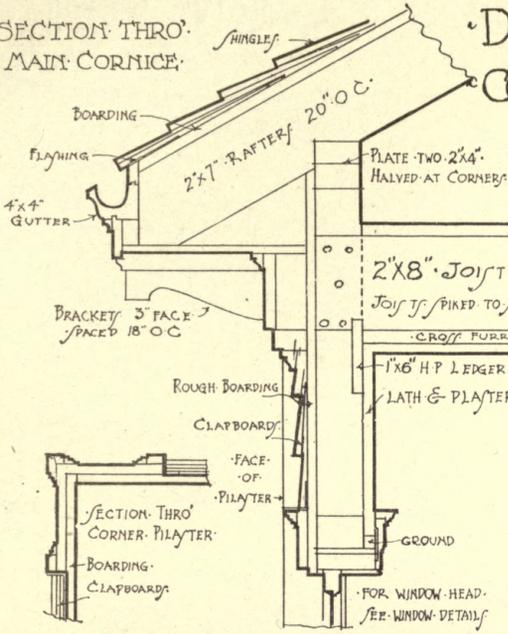 SECTION THRO'
MAIN CORNICE
SHINGLES
BOARDING
FLASHING
4"x4"
GUTTER
2"x7" RAFTERS 20" O C
PLATE TWO 2"x4"
HALVED AT CORNERS
2"X8" JOIST
JOISTS SPIKED TO
BRACKETS 3" FACE
SPACED 18" O C
CROSS FURR
1"x6" H P LEDGER
LATH & PLASTER
ROUGH BOARDING
CLAPBOARDS
FACE
OF
PILASTER
SECTION THRO'
CORNER PILASTER
BOARDING
CLAPBOARDS
GROUND
FOR WINDOW HEAD
SEE WINDOW DETAILS